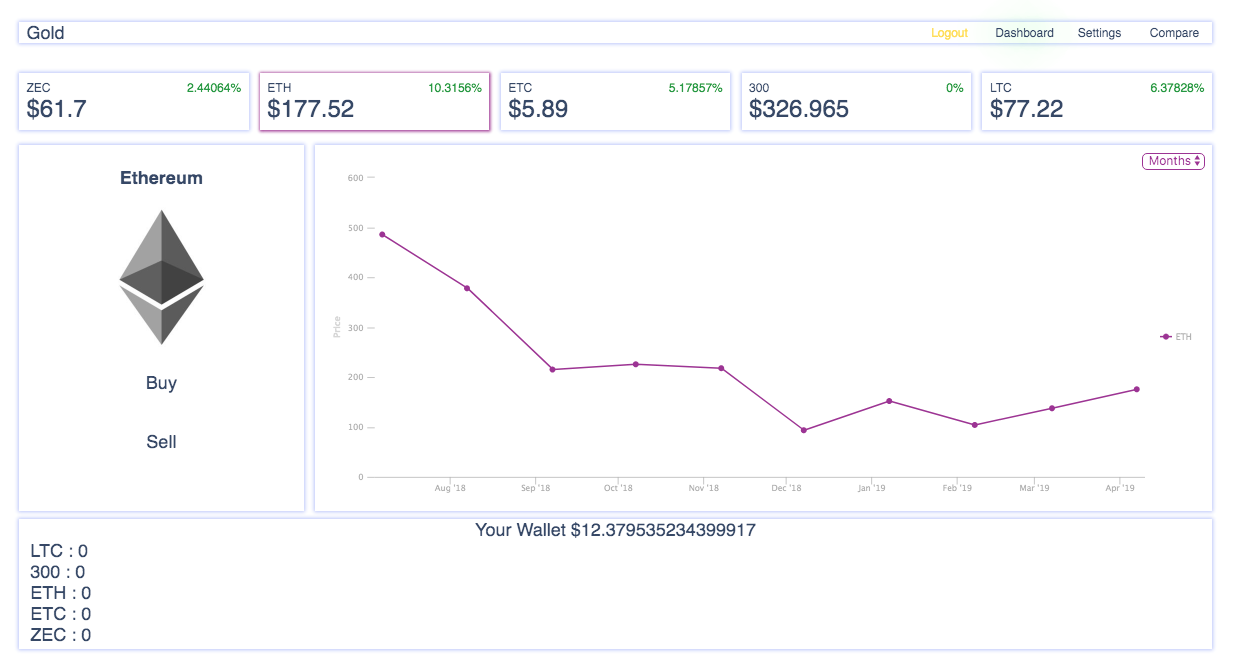 Gold
Logout Dashboard Settings Compare
ZEC 2.44064%
$61.7
ETH 10.3156%
$177.52
ETC 5.17857%
$5.89
300 0%
$326.965
LTC 6.37828%
$77.22
Ethereum
Buy
Sell
Months
600
500
400
300
200
100
0
Price
Aug '18 Sep '18 Oct '18 Nov '18 Dec '18 Jan '19 Feb '19 Mar '19 Apr '19
ETH
Your Wallet $12.379535234399917
LTC : 0
300 : 0
ETH : 0
ETC : 0
ZEC : 0